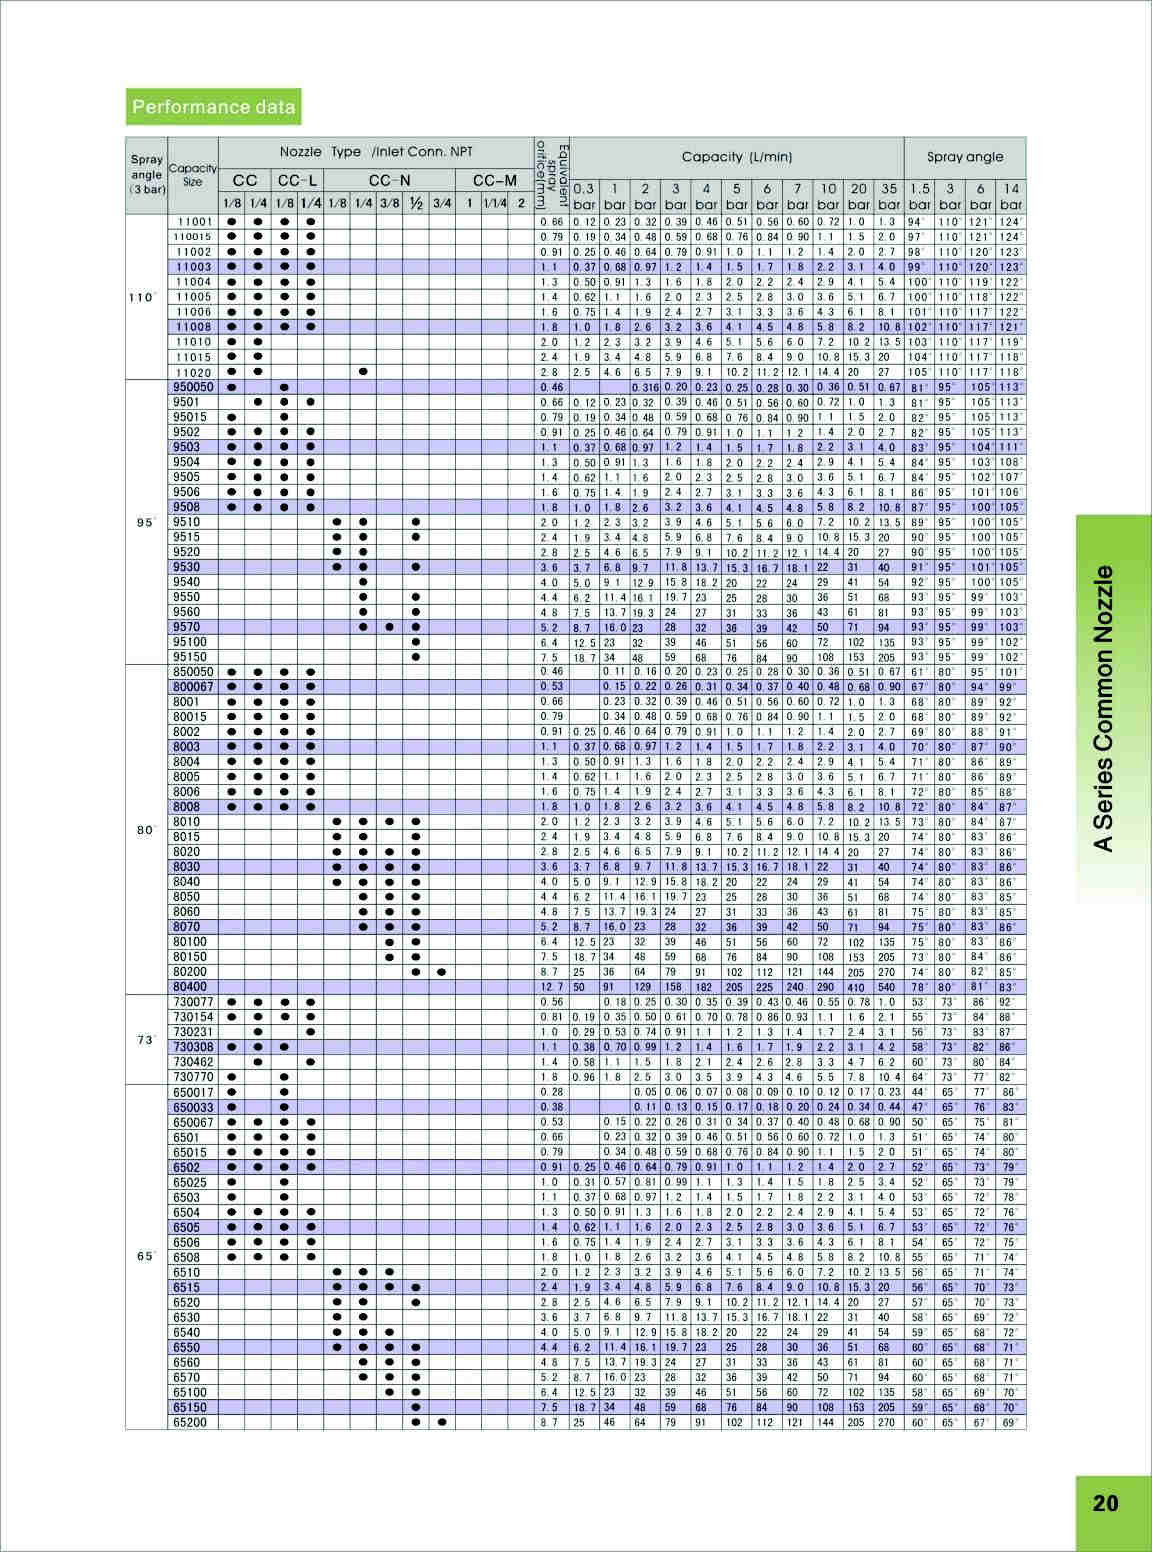 Performance data
Spray angle (3 bar) Capacity Size Nozzle Type /Inlet Conn. NPT Equivalent spray orifice(mm) Capacity (L/min) Spray angle
CC CC-L CC-N CC-M 0.3 bar 1 bar 2 bar 3 bar 4 bar 5 bar 6 bar 7 bar 10 bar 20 bar 35 bar 1.5 bar 3 bar 6 bar 14 bar
1/8 1/4 1/8 1/4 1/8 1/4 3/8 ½ 3/4 1 1/1/4 2
110°
11001 0.66 0.12 0.23 0.32 0.39 0.46 0.51 0.56 0.60 0.72 1.0 1.3 94° 110° 121° 124°
110015 0.79 0.19 0.34 0.48 0.59 0.68 0.76 0.84 0.90 1.1 1.5 2.0 97° 110° 121° 124°
11002 0.91 0.25 0.46 0.64 0.79 0.91 1.0 1.1 1.2 1.4 2.0 2.7 98° 110° 120° 123°
11003 1.1 0.37 0.68 0.97 1.2 1.4 1.5 1.7 1.8 2.2 3.1 4.0 99° 110° 120° 123°
11004 1.3 0.50 0.91 1.3 1.6 1.8 2.0 2.2 2.4 2.9 4.1 5.4 100° 110° 119° 122°
11005 1.4 0.62 1.1 1.6 2.0 2.3 2.5 2.8 3.0 3.6 5.1 6.7 100° 110° 118° 122°
11006 1.6 0.75 1.4 1.9 2.4 2.7 3.1 3.3 3.6 4.3 6.1 8.1 101° 110° 117° 122°
11008 1.8 1.0 1.8 2.6 3.2 3.6 4.1 4.5 4.8 5.8 8.2 10.8 102° 110° 117° 121°
11010 2.0 1.2 2.3 3.2 3.9 4.6 5.1 5.6 6.0 7.2 10.2 13.5 103° 110° 117° 119°
11015 2.4 1.9 3.4 4.8 5.9 6.8 7.6 8.4 9.0 10.8 15.3 20 104° 110° 117° 118°
11020 2.8 2.5 4.6 6.5 7.9 9.1 10.2 11.2 12.1 14.4 20 27 105° 110° 117° 118°
95°
950050 0.46 0.316 0.20 0.23 0.25 0.28 0.30 0.36 0.51 0.67 81° 95° 105° 113°
9501 0.66 0.12 0.23 0.32 0.39 0.46 0.51 0.56 0.60 0.72 1.0 1.3 81° 95° 105° 113°
95015 0.79 0.19 0.34 0.48 0.59 0.68 0.76 0.84 0.90 1.1 1.5 2.0 82° 95° 105° 113°
9502 0.91 0.25 0.46 0.64 0.79 0.91 1.0 1.1 1.2 1.4 2.0 2.7 82° 95° 105° 113°
9503 1.1 0.37 0.68 0.97 1.2 1.4 1.5 1.7 1.8 2.2 3.1 4.0 83° 95° 104° 111°
9504 1.3 0.50 0.91 1.3 1.6 1.8 2.0 2.2 2.4 2.9 4.1 5.4 84° 95° 103° 108°
9505 1.4 0.62 1.1 1.6 2.0 2.3 2.5 2.8 3.0 3.6 5.1 6.7 84° 95° 102° 107°
9506 1.6 0.75 1.4 1.9 2.4 2.7 3.1 3.3 3.6 4.3 6.1 8.1 86° 95° 101° 106°
9508 1.8 1.0 1.8 2.6 3.2 3.6 4.1 4.5 4.8 5.8 8.2 10.8 87° 95° 100° 105°
9510 2.0 1.2 2.3 3.2 3.9 4.6 5.1 5.6 6.0 7.2 10.2 13.5 89° 95° 100° 105°
9515 2.4 1.9 3.4 4.8 5.9 6.8 7.6 8.4 9.0 10.8 15.3 20 90° 95° 100° 105°
9520 2.8 2.5 4.6 6.5 7.9 9.1 10.2 11.2 12.1 14.4 20 27 90° 95° 100° 105°
9530 3.6 3.7 6.8 9.7 11.8 13.7 15.3 16.7 18.1 22 31 40 91° 95° 101° 105°
9540 4.0 5.0 9.1 12.9 15.8 18.2 20 22 24 29 41 54 92° 95° 100° 105°
9550 4.4 6.2 11.4 16.1 19.7 23 25 28 30 36 51 68 93° 95° 99° 103°
9560 4.8 7.5 13.7 19.3 24 27 31 33 36 43 61 81 93° 95° 99° 103°
9570 5.2 8.7 16.0 23 28 32 36 39 42 50 71 94 93° 95° 99° 103°
95100 6.4 12.5 23 32 39 46 51 56 60 72 102 135 93° 95° 99° 102°
95150 7.5 18.7 34 48 59 68 76 84 90 108 153 205 93° 95° 99° 102°
80°
850050 0.46 0.11 0.16 0.20 0.23 0.25 0.28 0.30 0.36 0.51 0.67 61° 80° 95° 101°
800067 0.53 0.15 0.22 0.26 0.31 0.34 0.37 0.40 0.48 0.68 0.90 67° 80° 94° 99°
8001 0.66 0.23 0.32 0.39 0.46 0.51 0.56 0.60 0.72 1.0 1.3 68° 80° 89° 92°
80015 0.79 0.34 0.48 0.59 0.68 0.76 0.84 0.90 1.1 1.5 2.0 68° 80° 89° 92°
8002 0.91 0.25 0.46 0.64 0.79 0.91 1.0 1.1 1.2 1.4 2.0 2.7 69° 80° 88° 91°
8003 1.1 0.37 0.68 0.97 1.2 1.4 1.5 1.7 1.8 2.2 3.1 4.0 70° 80° 87° 90°
8004 1.3 0.50 0.91 1.3 1.6 1.8 2.0 2.2 2.4 2.9 4.1 5.4 71° 80° 86° 89°
8005 1.4 0.62 1.1 1.6 2.0 2.3 2.5 2.8 3.0 3.6 5.1 6.7 71° 80° 86° 89°
8006 1.6 0.75 1.4 1.9 2.4 2.7 3.1 3.3 3.6 4.3 6.1 8.1 72° 80° 85° 88°
8008 1.8 1.0 1.8 2.6 3.2 3.6 4.1 4.5 4.8 5.8 8.2 10.8 72° 80° 84° 87°
8010 2.0 1.2 2.3 3.2 3.9 4.6 5.1 5.6 6.0 7.2 10.2 13.5 73° 80° 84° 87°
8015 2.4 1.9 3.4 4.8 5.9 6.8 7.6 8.4 9.0 10.8 15.3 20 74° 80° 83° 86°
8020 2.8 2.5 4.6 6.5 7.9 9.1 10.2 11.2 12.1 14.4 20 27 74° 80° 83° 86°
8030 3.6 3.7 6.8 9.7 11.8 13.7 15.3 16.7 18.1 22 31 40 74° 80° 83° 86°
8040 4.0 5.0 9.1 12.9 15.8 18.2 20 22 24 29 41 54 74° 80° 83° 86°
8050 4.4 6.2 11.4 16.1 19.7 23 25 28 30 36 51 68 74° 80° 83° 85°
8060 4.8 7.5 13.7 19.3 24 27 31 33 36 43 61 81 75° 80° 83° 85°
8070 5.2 8.7 16.0 23 28 32 36 39 42 50 71 94 75° 80° 83° 86°
80100 6.4 12.5 23 32 39 46 51 56 60 72 102 135 75° 80° 83° 86°
80150 7.5 18.7 34 48 59 68 76 84 90 108 153 205 73° 80° 84° 86°
80200 8.7 25 36 64 79 91 102 112 121 144 205 270 74° 80° 82° 85°
80400 12.7 50 91 129 158 182 205 225 240 290 410 540 78° 80° 81° 83°
73°
730077 0.56 0.18 0.25 0.30 0.35 0.39 0.43 0.46 0.55 0.78 1.0 53° 73° 86° 92°
730154 0.81 0.19 0.35 0.50 0.61 0.70 0.78 0.86 0.93 1.1 1.6 2.1 55° 73° 84° 88°
730231 1.0 0.29 0.53 0.74 0.91 1.1 1.2 1.3 1.4 1.7 2.4 3.1 56° 73° 83° 87°
730308 1.1 0.38 0.70 0.99 1.2 1.4 1.6 1.7 1.9 2.2 3.1 4.2 58° 73° 82° 86°
730462 1.4 0.58 1.1 1.5 1.8 2.1 2.4 2.6 2.8 3.3 4.7 6.2 60° 73° 80° 84°
730770 1.8 0.96 1.8 2.5 3.0 3.5 3.9 4.3 4.6 5.5 7.8 10.4 64° 73° 77° 82°
65°
650017 0.28 0.05 0.06 0.07 0.08 0.09 0.10 0.12 0.17 0.23 44° 65° 77° 86°
650033 0.38 0.11 0.13 0.15 0.17 0.18 0.20 0.24 0.34 0.44 47° 65° 76° 83°
650067 0.53 0.15 0.22 0.26 0.31 0.34 0.37 0.40 0.48 0.68 0.90 50° 65° 75° 81°
6501 0.66 0.23 0.32 0.39 0.46 0.51 0.56 0.60 0.72 1.0 1.3 51° 65° 74° 80°
65015 0.79 0.34 0.48 0.59 0.68 0.76 0.84 0.90 1.1 1.5 2.0 51° 65° 74° 80°
6502 0.91 0.25 0.46 0.64 0.79 0.91 1.0 1.1 1.2 1.4 2.0 2.7 52° 65° 73° 79°
65025 1.0 0.31 0.57 0.81 0.99 1.1 1.3 1.4 1.5 1.8 2.5 3.4 52° 65° 73° 79°
6503 1.1 0.37 0.68 0.97 1.2 1.4 1.5 1.7 1.8 2.2 3.1 4.0 53° 65° 72° 78°
6504 1.3 0.50 0.91 1.3 1.6 1.8 2.0 2.2 2.4 2.9 4.1 5.4 53° 65° 72° 76°
6505 1.4 0.62 1.1 1.6 2.0 2.3 2.5 2.8 3.0 3.6 5.1 6.7 53° 65° 72° 76°
6506 1.6 0.75 1.4 1.9 2.4 2.7 3.1 3.3 3.6 4.3 6.1 8.1 54° 65° 72° 75°
6508 1.8 1.0 1.8 2.6 3.2 3.6 4.1 4.5 4.8 5.8 8.2 10.8 55° 65° 71° 74°
6510 2.0 1.2 2.3 3.2 3.9 4.6 5.1 5.6 6.0 7.2 10.2 13.5 56° 65° 71° 74°
6515 2.4 1.9 3.4 4.8 5.9 6.8 7.6 8.4 9.0 10.8 15.3 20 56° 65° 70° 73°
6520 2.8 2.5 4.6 6.5 7.9 9.1 10.2 11.2 12.1 14.4 20 27 57° 65° 70° 73°
6530 3.6 3.7 6.8 9.7 11.8 13.7 15.3 16.7 18.1 22 31 40 58° 65° 69° 72°
6540 4.0 5.0 9.1 12.9 15.8 18.2 20 22 24 29 41 54 59° 65° 68° 72°
6550 4.4 6.2 11.4 16.1 19.7 23 25 28 30 36 51 68 60° 65° 68° 71°
6560 4.8 7.5 13.7 19.3 24 27 31 33 36 43 61 81 60° 65° 68° 71°
6570 5.2 8.7 16.0 23 28 32 36 39 42 50 71 94 60° 65° 68° 71°
65100 6.4 12.5 23 32 39 46 51 56 60 72 102 135 58° 65° 69° 70°
65150 7.5 18.7 34 48 59 68 76 84 90 108 153 205 59° 65° 68° 70°
65200 8.7 25 46 64 79 91 102 112 121 144 205 270 60° 65° 67° 69°
A Series Common Nozzle
20